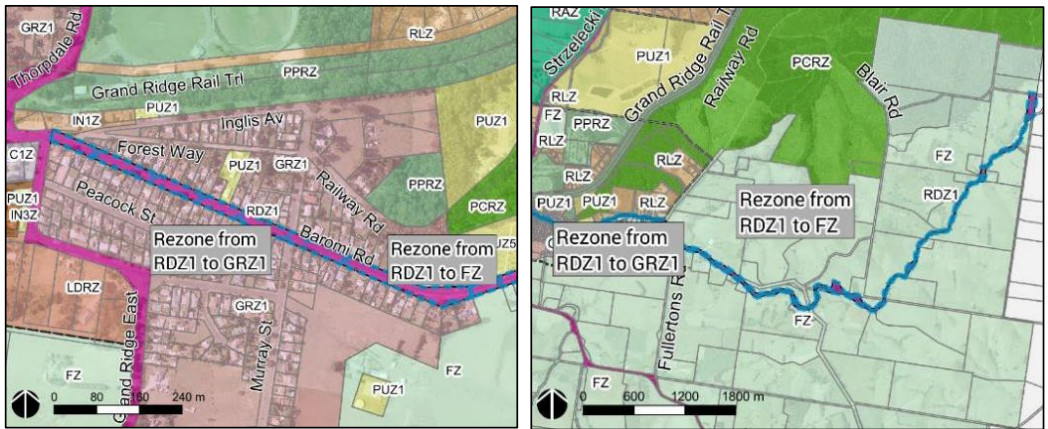 GRZ1
Thorpdale Rd
RLZ
Grand Ridge Rail Trl
PPRZ
PUZ1
IN1Z
Inglis Av
PUZ1
Forest Way
C1Z
PUZ1
GRZ1
Railway Rd
PPRZ
PUZ1
IN3Z
Peacock St
RDZ1
PCRZ
Baromi Rd
Rezone from
RDZ1 to GRZ1
Rezone from
RDZ1 to FZ
UZ5
LDRZ
GRZ1
Grand Ridge East
Murray St
FZ
FZ
PUZ1
0 80 160 240 m
RAZ
Strzelecki
PUZ1
Grand Ridge Rail T
Railway Rd
PCRZ
Blair Rd
RLZ
FZ
PPRZ
RLZ
RLZ
RLZ
FZ
RDZ1
PUZ1
PUZ1
RLZ
Rezone from
RDZ1 to FZ
Rezone from
RDZ1 to GRZ1
Fullertons R
FZ
FZ
0 600 1200 1800 m